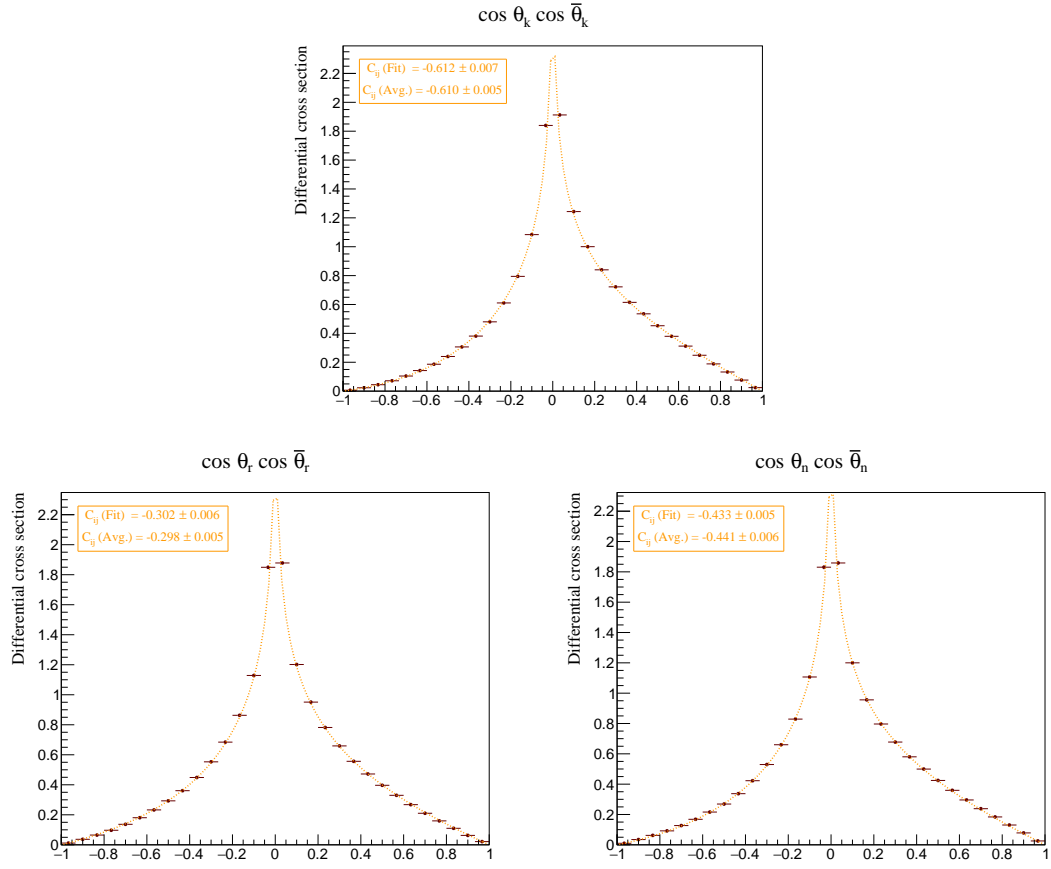 cos θk cos θ̅k
Differential cross section
Cij (Fit) = -0.612 ± 0.007
Cij (Avg.) = -0.610 ± 0.005
2.2
2
1.8
1.6
1.4
1.2
1
0.8
0.6
0.4
0.2
0
−1 −0.8 −0.6 −0.4 −0.2 0 0.2 0.4 0.6 0.8 1
cos θr cos θ̅r
Differential cross section
Cij (Fit) = -0.302 ± 0.006
Cij (Avg.) = -0.298 ± 0.005
2.2
2
1.8
1.6
1.4
1.2
1
0.8
0.6
0.4
0.2
0
−1 −0.8 −0.6 −0.4 −0.2 0 0.2 0.4 0.6 0.8 1
cos θn cos θ̅n
Differential cross section
Cij (Fit) = -0.433 ± 0.005
Cij (Avg.) = -0.441 ± 0.006
2.2
2
1.8
1.6
1.4
1.2
1
0.8
0.6
0.4
0.2
0
−1 −0.8 −0.6 −0.4 −0.2 0 0.2 0.4 0.6 0.8 1